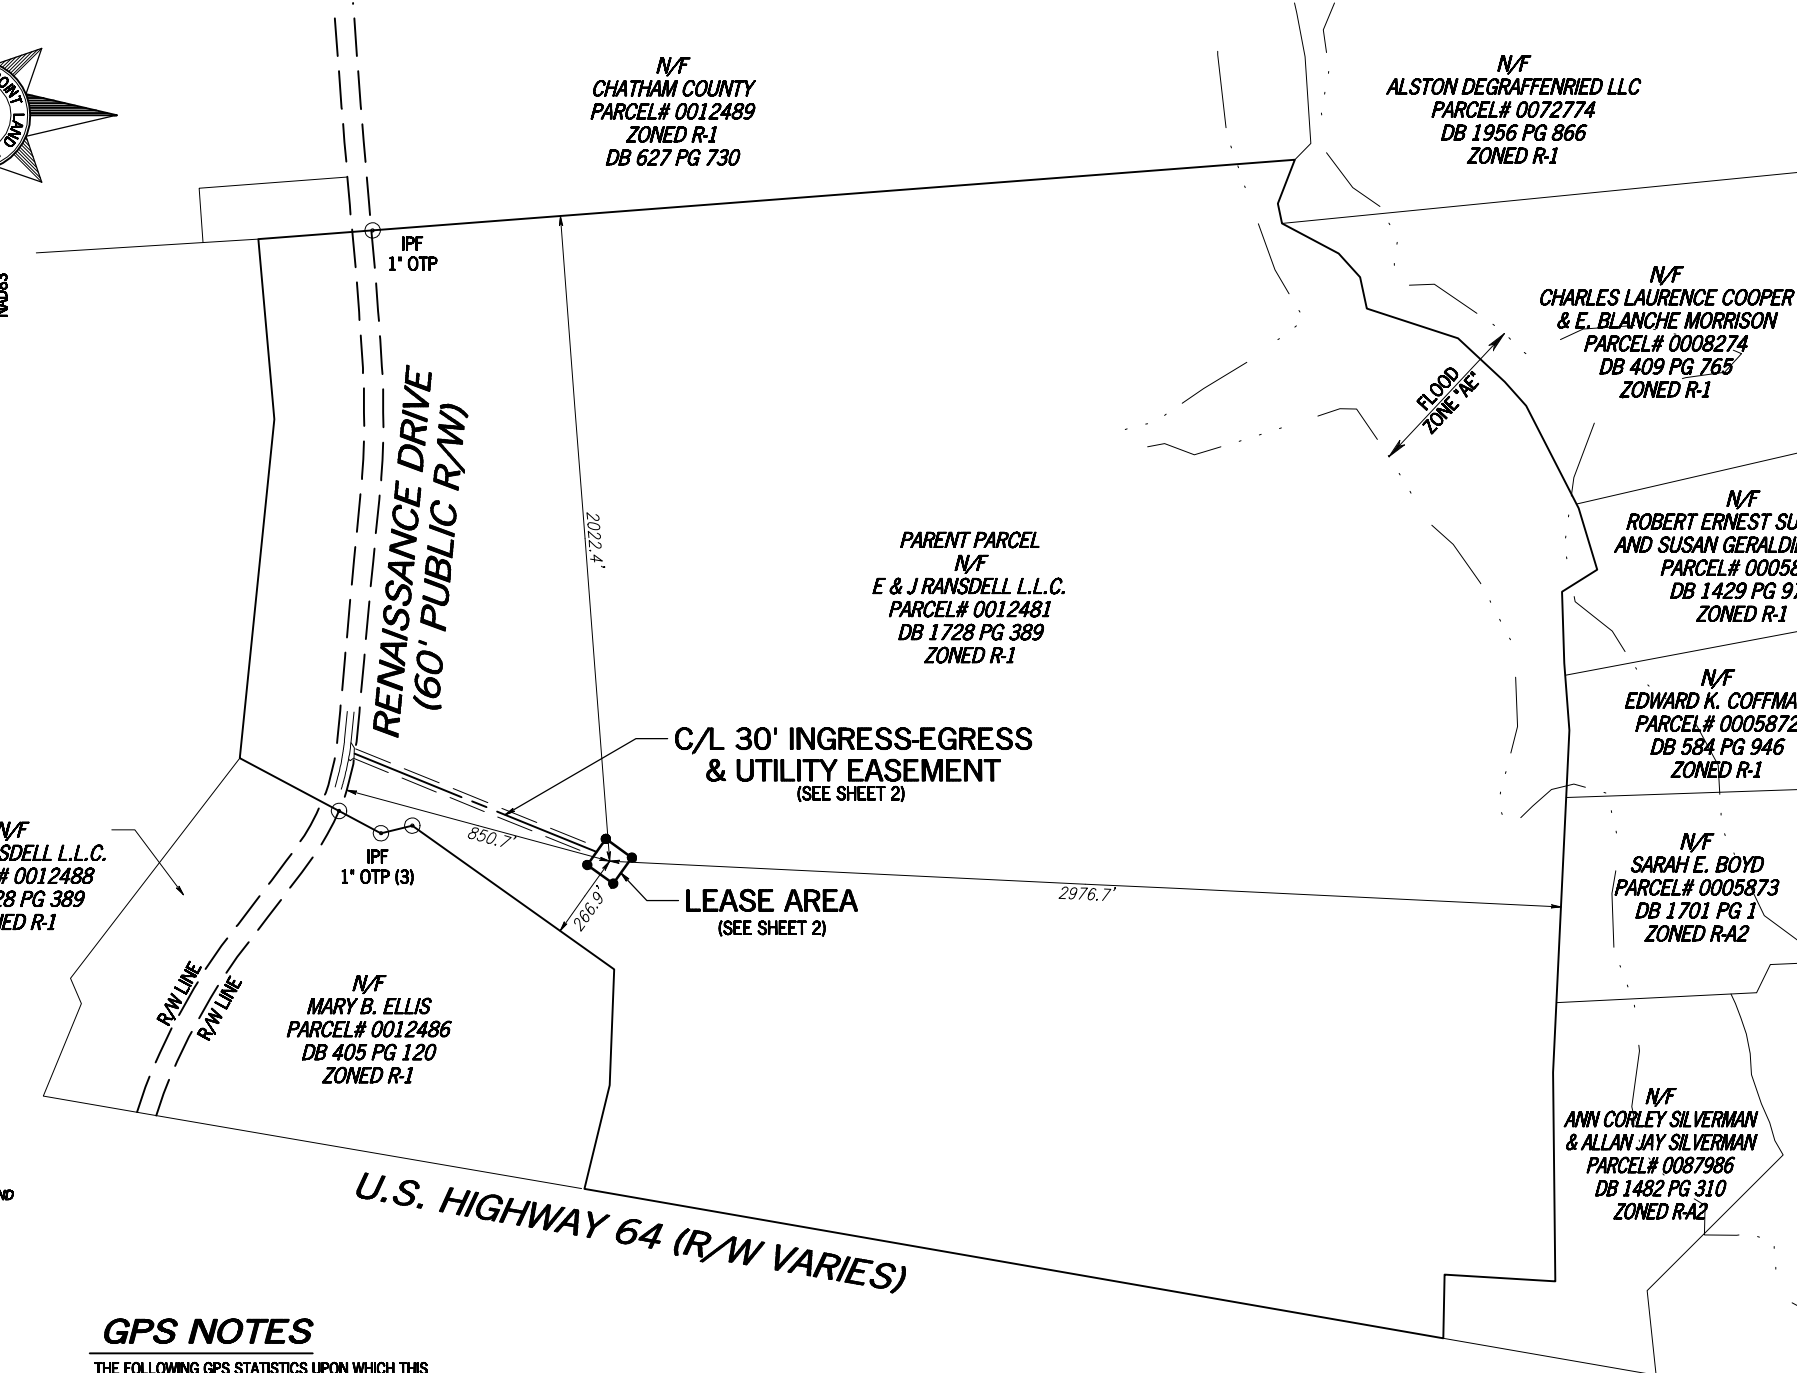 POINT LAND
NAD83
N/F
CHATHAM COUNTY
PARCEL# 0012489
ZONED R-1
DB 627 PG 730
N/F
ALSTON DEGRAFFENRIED LLC
PARCEL# 0072774
DB 1956 PG 866
ZONED R-1
IPF
1" OTP
N/F
CHARLES LAURENCE COOPER
& E. BLANCHE MORRISON
PARCEL# 0008274
DB 409 PG 765
ZONED R-1
FLOOD
ZONE "AE"
RENAISSANCE DRIVE
(60' PUBLIC R/W)
2022.4'
PARENT PARCEL
N/F
E & J RANSDELL L.L.C.
PARCEL# 0012481
DB 1728 PG 389
ZONED R-1
N/F
ROBERT ERNEST SU
AND SUSAN GERALDI
PARCEL# 00058
DB 1429 PG 97
ZONED R-1
N/F
EDWARD K. COFFMA
PARCEL# 0005872
DB 584 PG 946
ZONED R-1
C/L 30' INGRESS-EGRESS
& UTILITY EASEMENT
(SEE SHEET 2)
850.7'
IPF
1" OTP (3)
N/F
SDELL L.L.C.
# 0012488
28 PG 389
ED R-1
266.9'
LEASE AREA
(SEE SHEET 2)
2976.7'
N/F
SARAH E. BOYD
PARCEL# 0005873
DB 1701 PG 1
ZONED R-A2
R/W LINE
R/W LINE
N/F
MARY B. ELLIS
PARCEL# 0012486
DB 405 PG 120
ZONED R-1
N/F
ANN CORLEY SILVERMAN
& ALLAN JAY SILVERMAN
PARCEL# 0087986
DB 1482 PG 310
ZONED R-A2
ND
U.S. HIGHWAY 64 (R/W VARIES)
GPS NOTES
THE FOLLOWING GPS STATISTICS UPON WHICH THIS